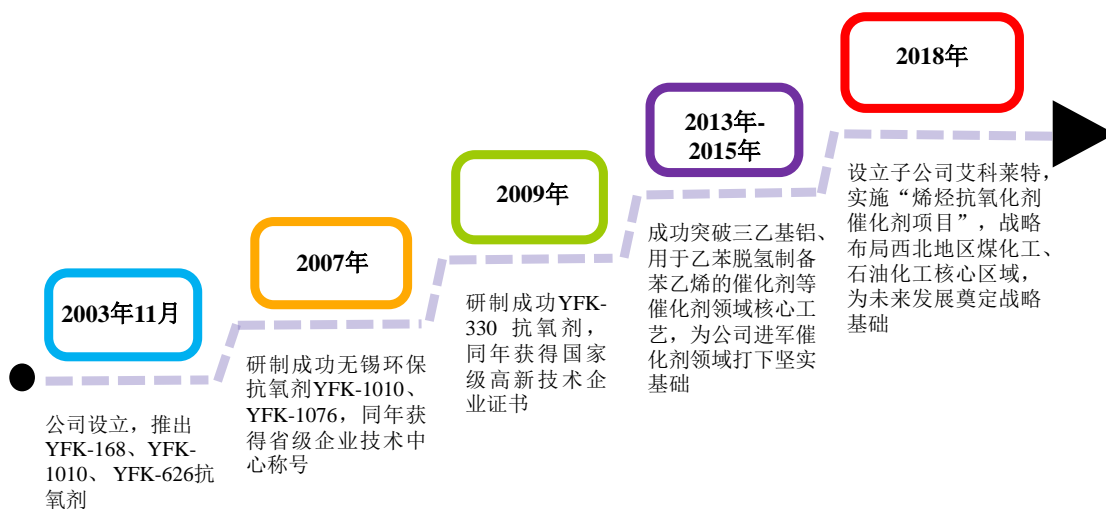 2003年11月
公司设立，推出
YFK-168、YFK-
1010、 YFK-626抗
氧剂
2007年
研制成功无锡环保
抗氧剂YFK-1010、
YFK-1076，同年获
得省级企业技术中
心称号
2009年
研制成功YFK-
330 抗氧剂，
同年获得国家
级高新技术企
业证书
2013年-
2015年
成功突破三乙基铝、
用于乙苯脱氢制备
苯乙烯的催化剂等
催化剂领域核心工
艺，为公司进军催
化剂领域打下坚实
基础
2018年
设立子公司艾科莱特，
实施“烯烃抗氧化剂
催化剂项目”，战略
布局西北地区煤化工、
石油化工核心区域，
为未来发展奠定战略
基础